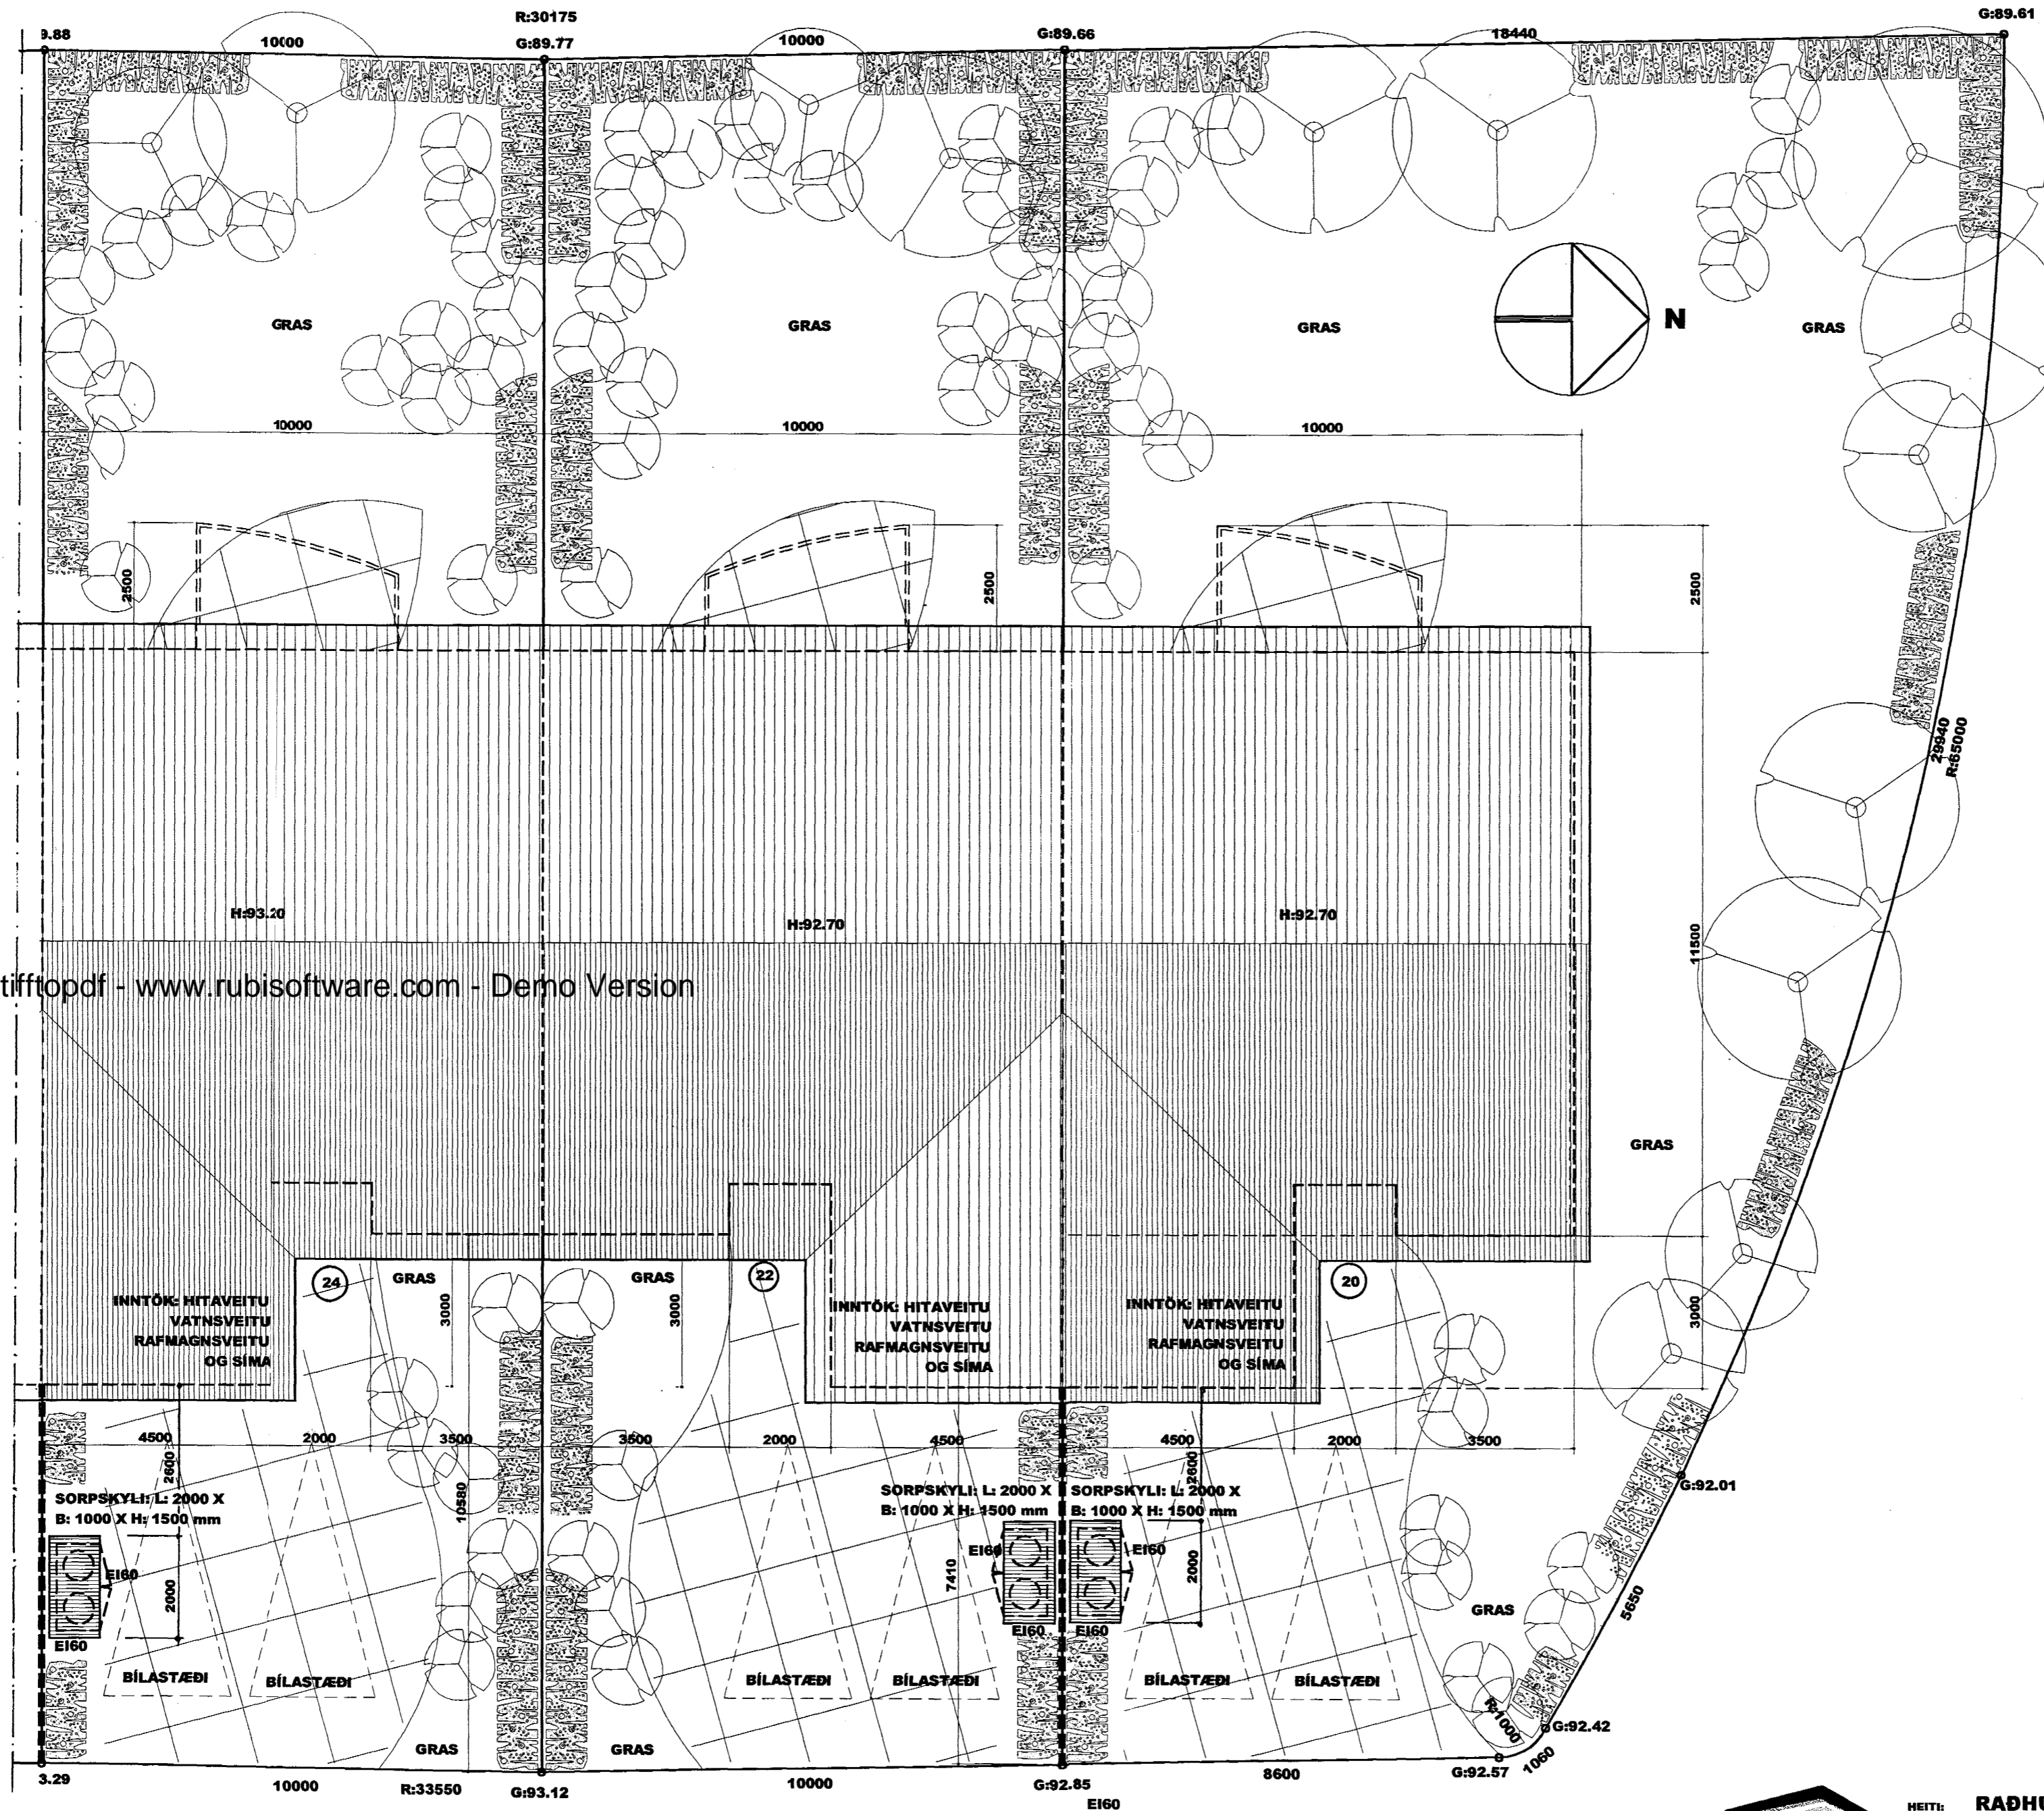 R:30175
G:89.61
9.88
10000
G:89.77
10000
G:89.66
18440
GRAS
GRAS
GRAS
N
GRAS
10000
10000
10000
2500
2500
2500
29940
R:65000
H:93.20
H:92.70
H:92.70
11500
tifftopdf - www.rubisoftware.com - Demo Version
GRAS
24
GRAS
GRAS
22
20
3000
3000
3000
INNTÖK: HITAVEITU
VATNSVEITU
RAFMAGNSVEITU
OG SÍMA
INNTÖK: HITAVEITU
VATNSVEITU
RAFMAGNSVEITU
OG SÍMA
INNTÖK: HITAVEITU
VATNSVEITU
RAFMAGNSVEITU
OG SÍMA
4500
2000
3500
3500
2000
4500
4500
2000
3500
2600
2600
10580
G:92.01
SORPSKYLI: L: 2000 X
B: 1000 X H: 1500 mm
SORPSKYLI: L: 2000 X
B: 1000 X H: 1500 mm
SORPSKYLI: L: 2000 X
B: 1000 X H: 1500 mm
EI60
EI60
EI60
2000
7410
2000
EI60
EI60
EI60
GRAS
5650
BÍLASTÆÐI
BÍLASTÆÐI
BÍLASTÆÐI
BÍLASTÆÐI
BÍLASTÆÐI
BÍLASTÆÐI
R:1000
G:92.42
GRAS
GRAS
1060
3.29
10000
R:33550
G:93.12
10000
G:92.85
8600
G:92.57
EI60
HEITI: RAÐHU